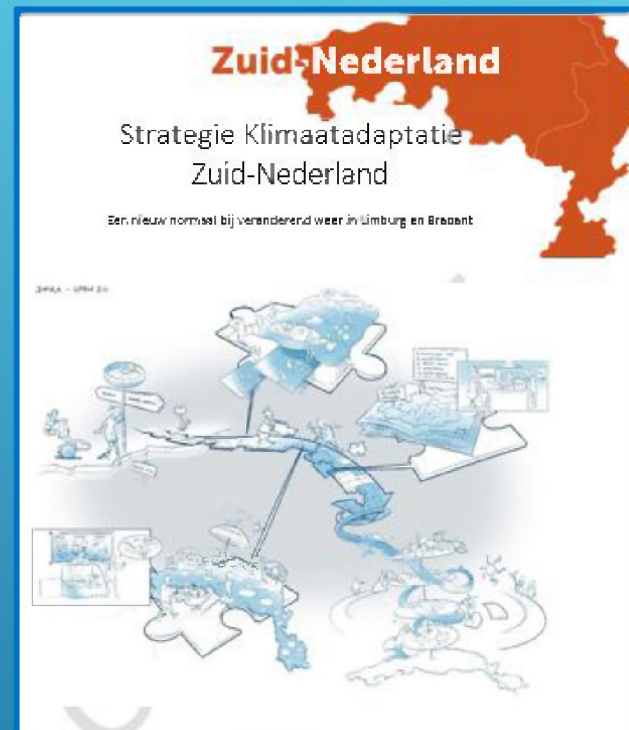 Zuid-Nederland
Strategie Klimaatadaptatie
Zuid-Nederland
Een nieuw normaal bij veranderend weer in Limburg en Brabant